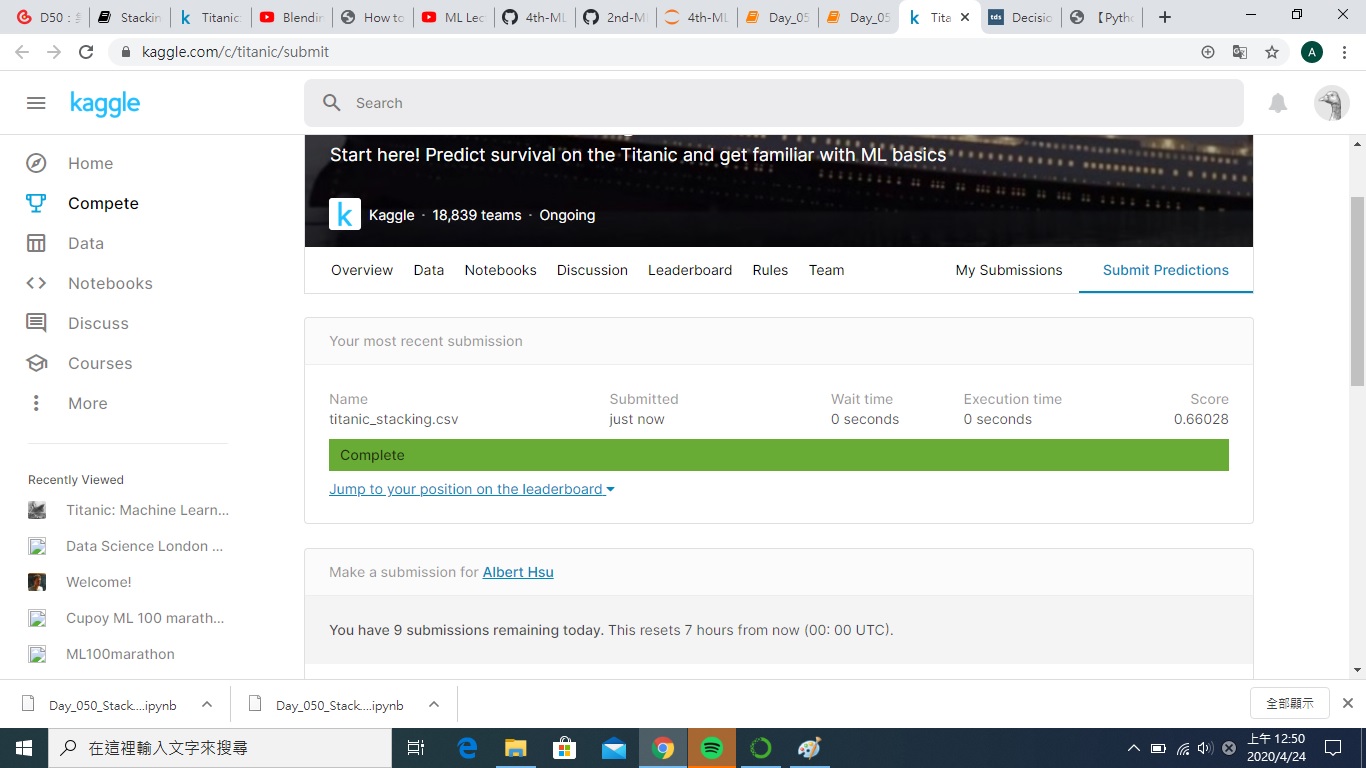 D50 :
Stackin
Titanic:
Blendin
How to
ML Lec
4th-ML
2nd-M
4th-ML
Day_05
Day_05
Tita
Decisio
【Pyth
kaggle.com/c/titanic/submit
A
kaggle
Search
Home
Compete
Data
Notebooks
Discuss
Courses
More
Recently Viewed
Titanic: Machine Learn...
Data Science London ...
Welcome!
Cupoy ML 100 marath...
ML100marathon
Start here! Predict survival on the Titanic and get familiar with ML basics
k Kaggle · 18,839 teams · Ongoing
Overview Data Notebooks Discussion Leaderboard Rules Team My Submissions Submit Predictions
Your most recent submission
Name Submitted Wait time Execution time Score
titanic_stacking.csv just now 0 seconds 0 seconds 0.66028
Complete
Jump to your position on the leaderboard
Make a submission for Albert Hsu
You have 9 submissions remaining today. This resets 7 hours from now (00: 00 UTC).
Day_050_Stack....ipynb Day_050_Stack....ipynb 全部顯示
在這裡輸入文字來搜尋
上午 12:50
2020/4/24